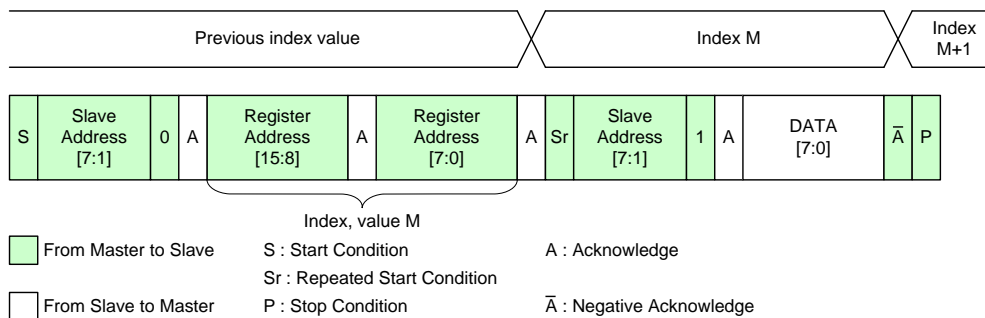 Previous index value
Index M
Index
M+1
S
Slave
Address
[7:1]
0
A
Register
Address
[15:8]
A
Register
Address
[7:0]
A
Sr
Slave
Address
[7:1]
1
A
DATA
[7:0]
A̅
P
Index, value M
From Master to Slave
S : Start Condition
A : Acknowledge
Sr : Repeated Start Condition
From Slave to Master
P : Stop Condition
A̅ : Negative Acknowledge